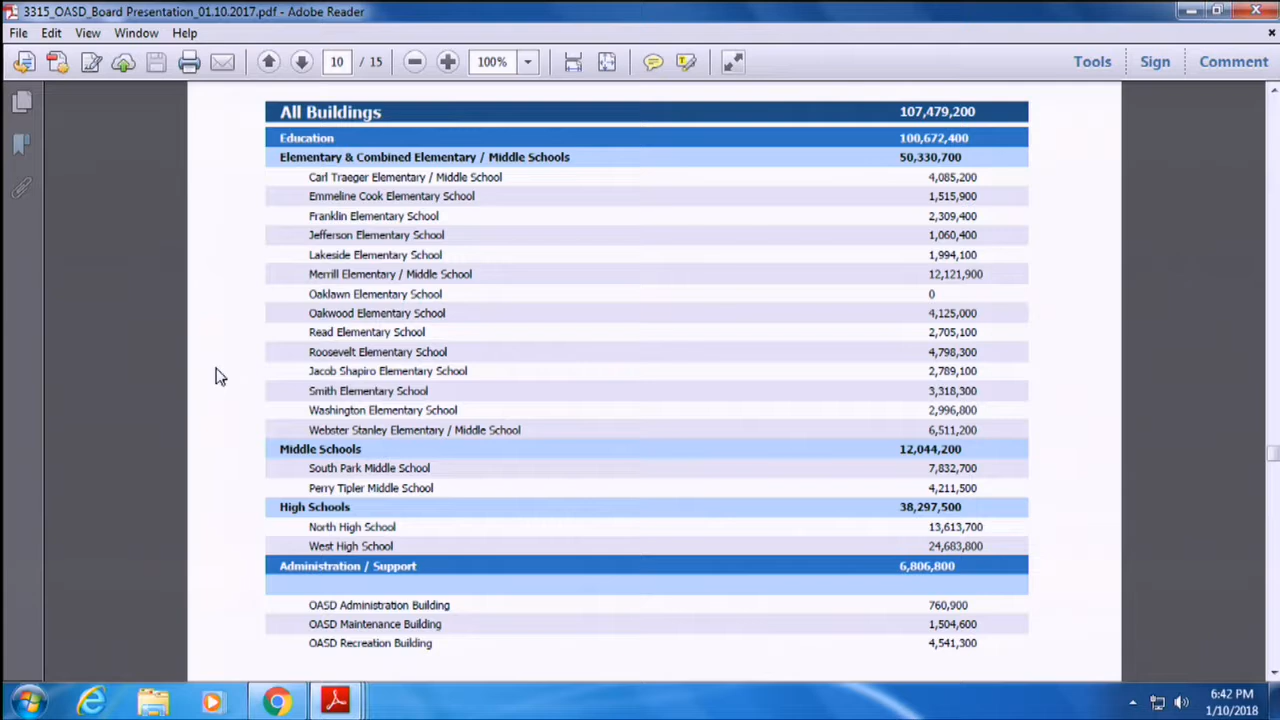 3315_OASD_Board Presentation_01.10.2017.pdf - Adobe Reader
File Edit View Window Help
10 / 15 100% Tools Sign Comment
All Buildings 107,479,200
Education 100,672,400
Elementary & Combined Elementary / Middle Schools 50,330,700
Carl Traeger Elementary / Middle School 4,085,200
Emmeline Cook Elementary School 1,515,900
Franklin Elementary School 2,309,400
Jefferson Elementary School 1,060,400
Lakeside Elementary School 1,994,100
Merrill Elementary / Middle School 12,121,900
Oaklawn Elementary School 0
Oakwood Elementary School 4,125,000
Read Elementary School 2,705,100
Roosevelt Elementary School 4,798,300
Jacob Shapiro Elementary School 2,789,100
Smith Elementary School 3,318,300
Washington Elementary School 2,996,800
Webster Stanley Elementary / Middle School 6,511,200
Middle Schools 12,044,200
South Park Middle School 7,832,700
Perry Tipler Middle School 4,211,500
High Schools 38,297,500
North High School 13,613,700
West High School 24,683,800
Administration / Support 6,806,800
OASD Administration Building 760,900
OASD Maintenance Building 1,504,600
OASD Recreation Building 4,541,300
6:42 PM
1/10/2018